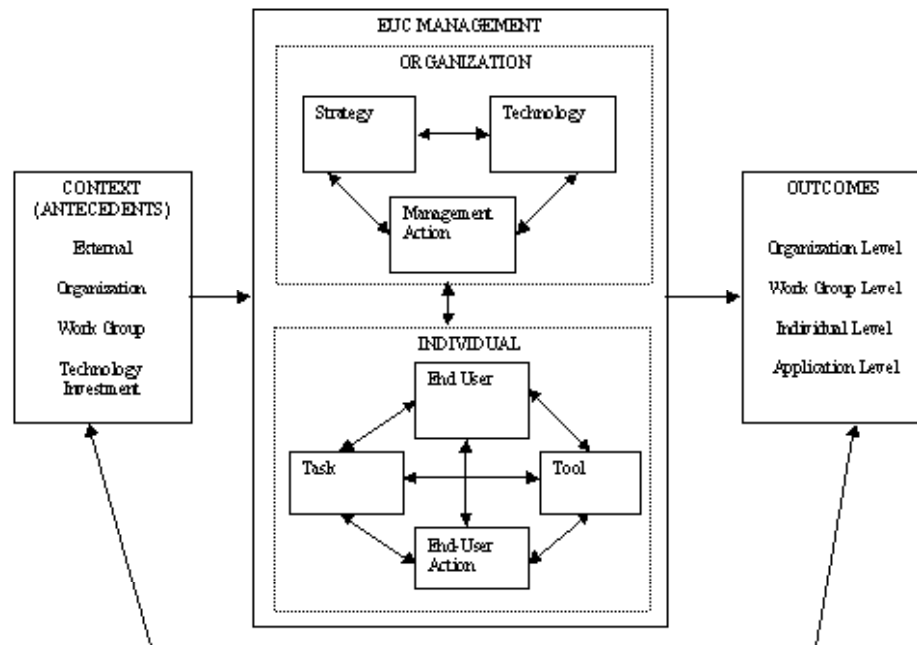 EUC MANAGEMENT
ORGANIZATION
Strategy
Technology
Management
Action
CONTEXT
(ANTECEDENTS)
External
Organization
Work Group
Technology
Investment
INDIVIDUAL
End User
Task
Tool
End-User
Action
OUTCOMES
Organization Level
Work Group Level
Individual Level
Application Level